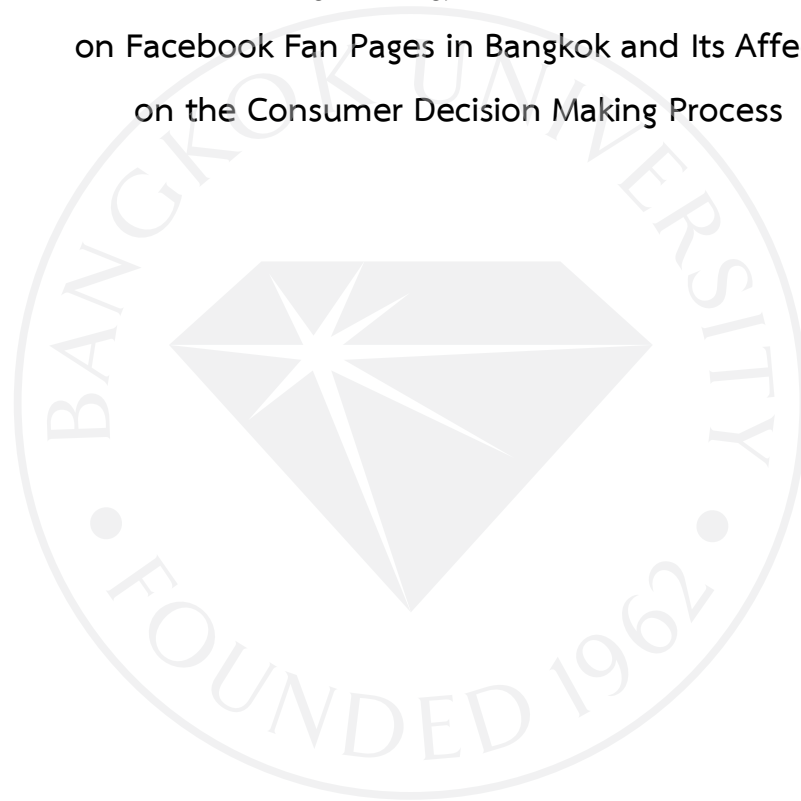 on Facebook Fan Pages in Bangkok and Its Affe
on the Consumer Decision Making Process
BANGKOK UNIVERSITY
FOUNDED 1962